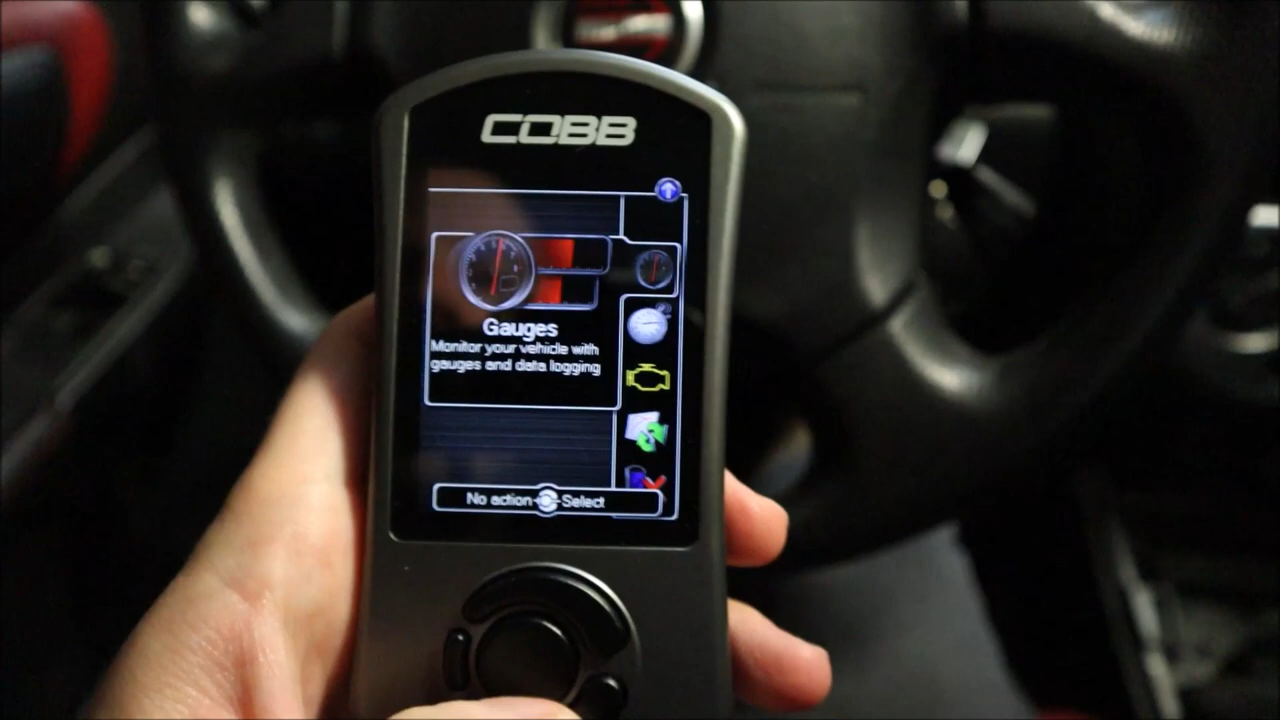 COBB
Gauges
Monitor your vehicle with
gauges and data logging
No action Select